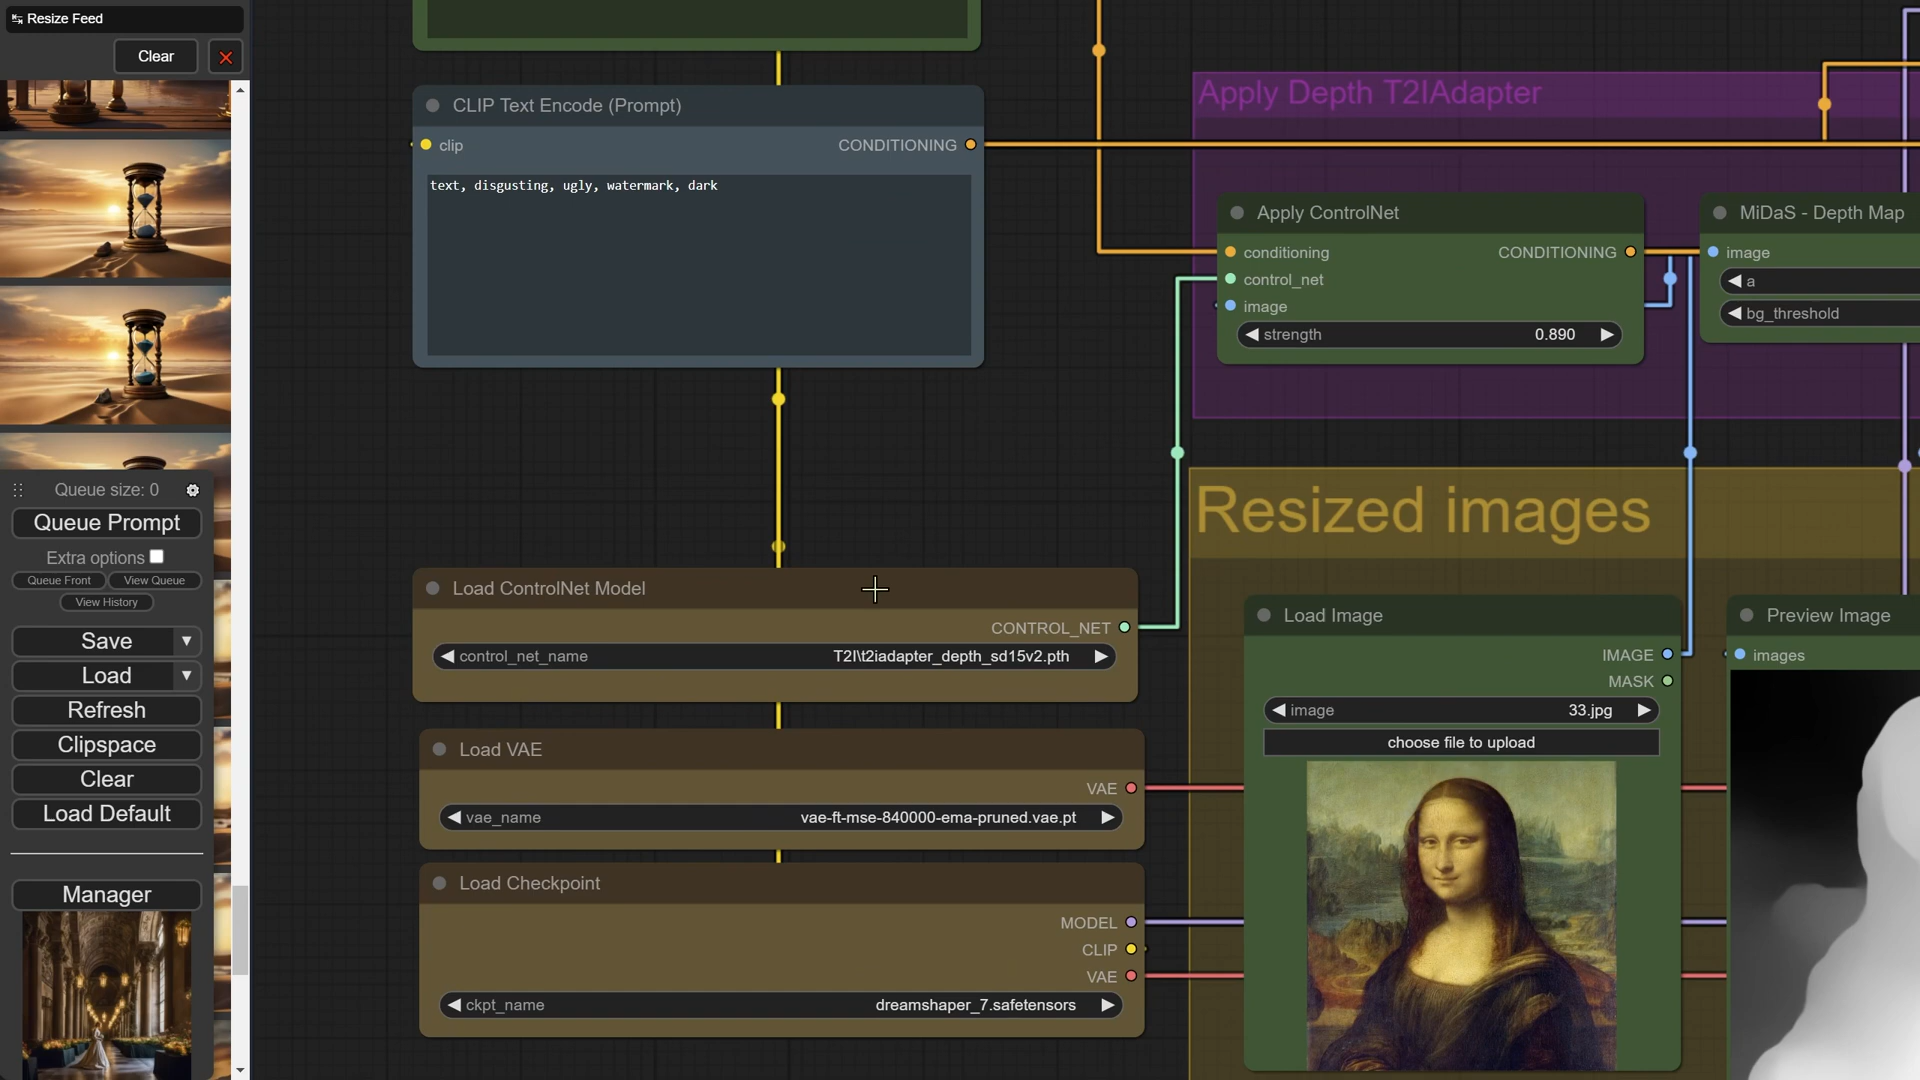 Resize Feed
Clear
Queue size: 0
Queue Prompt
Extra options
Queue Front
View Queue
View History
Save
Load
Refresh
Clipspace
Clear
Load Default
Manager
CLIP Text Encode (Prompt)
clip
CONDITIONING
text, disgusting, ugly, watermark, dark
Load ControlNet Model
CONTROL_NET
control_net_name T2I\t2iadapter_depth_sd15v2.pth
Load VAE
VAE
vae_name vae-ft-mse-840000-ema-pruned.vae.pt
Load Checkpoint
MODEL
CLIP
VAE
ckpt_name dreamshaper_7.safetensors
Apply Depth T2IAdapter
Apply ControlNet
conditioning CONDITIONING
control_net
image
strength 0.890
MiDaS - Depth Map
image
a
bg_threshold
Resized images
Load Image
IMAGE
MASK
image 33.jpg
choose file to upload
Preview Image
images